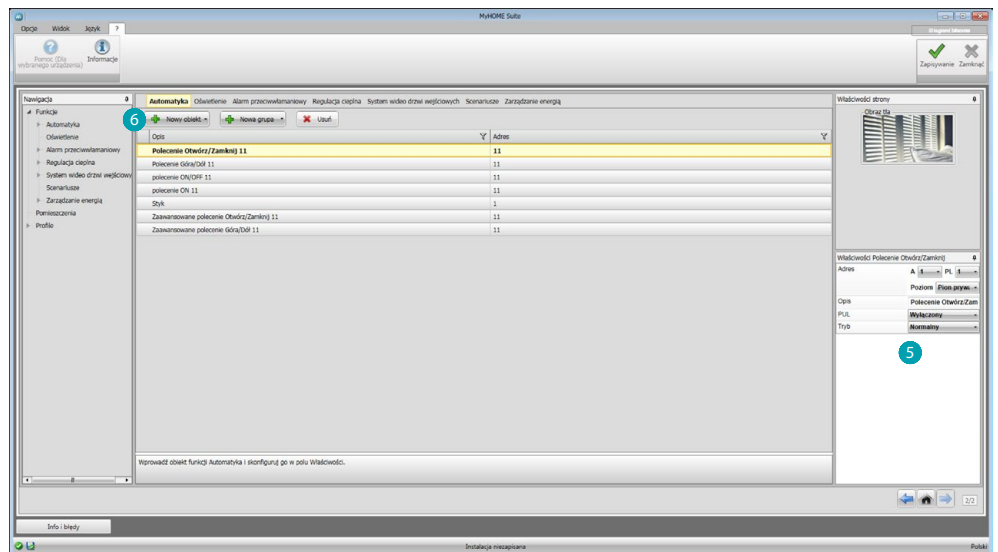 MyHOME Suite
Opcje Widok Język ?
Pomoc (Dla wybranego urządzenia)
Informacje
Zapisywanie Zamknąć
Nawigacja
Funkcje
Automatyka
Oświetlenie
Alarm przeciwwłamaniowy
Regulacja cieplna
System wideo drzwi wejściowy
Scenariusze
Zarządzanie energią
Pomieszczenia
Profile
Automatyka Oświetlenie Alarm przeciwwłamaniowy Regulacja cieplna System wideo drzwi wejściowych Scenariusze Zarządzanie energią
6 Nowy obiekt Nowa grupa Usuń
Opis Adres
Polecenie Otwórz/Zamknij 11 11
Polecenie Góra/Dół 11 11
polecenie ON/OFF 11 11
polecenie ON 11 11
Styk 1
Zaawansowane polecenie Otwórz/Zamknij 11 11
Zaawansowane polecenie Góra/Dół 11 11
Wprowadź obiekt funkcji Automatyka i skonfiguruj go w polu Właściwości.
Właściwości strony
Obraz tła
Właściwości Polecenie Otwórz/Zamknij
Adres A 1 PL 1
Poziom Pion pryw
Opis Polecenie Otwórz/Zam
PUL Wyłączony
Tryb Normalny
5
2/2
Info i błędy
Instalacja niezapisana
Polski